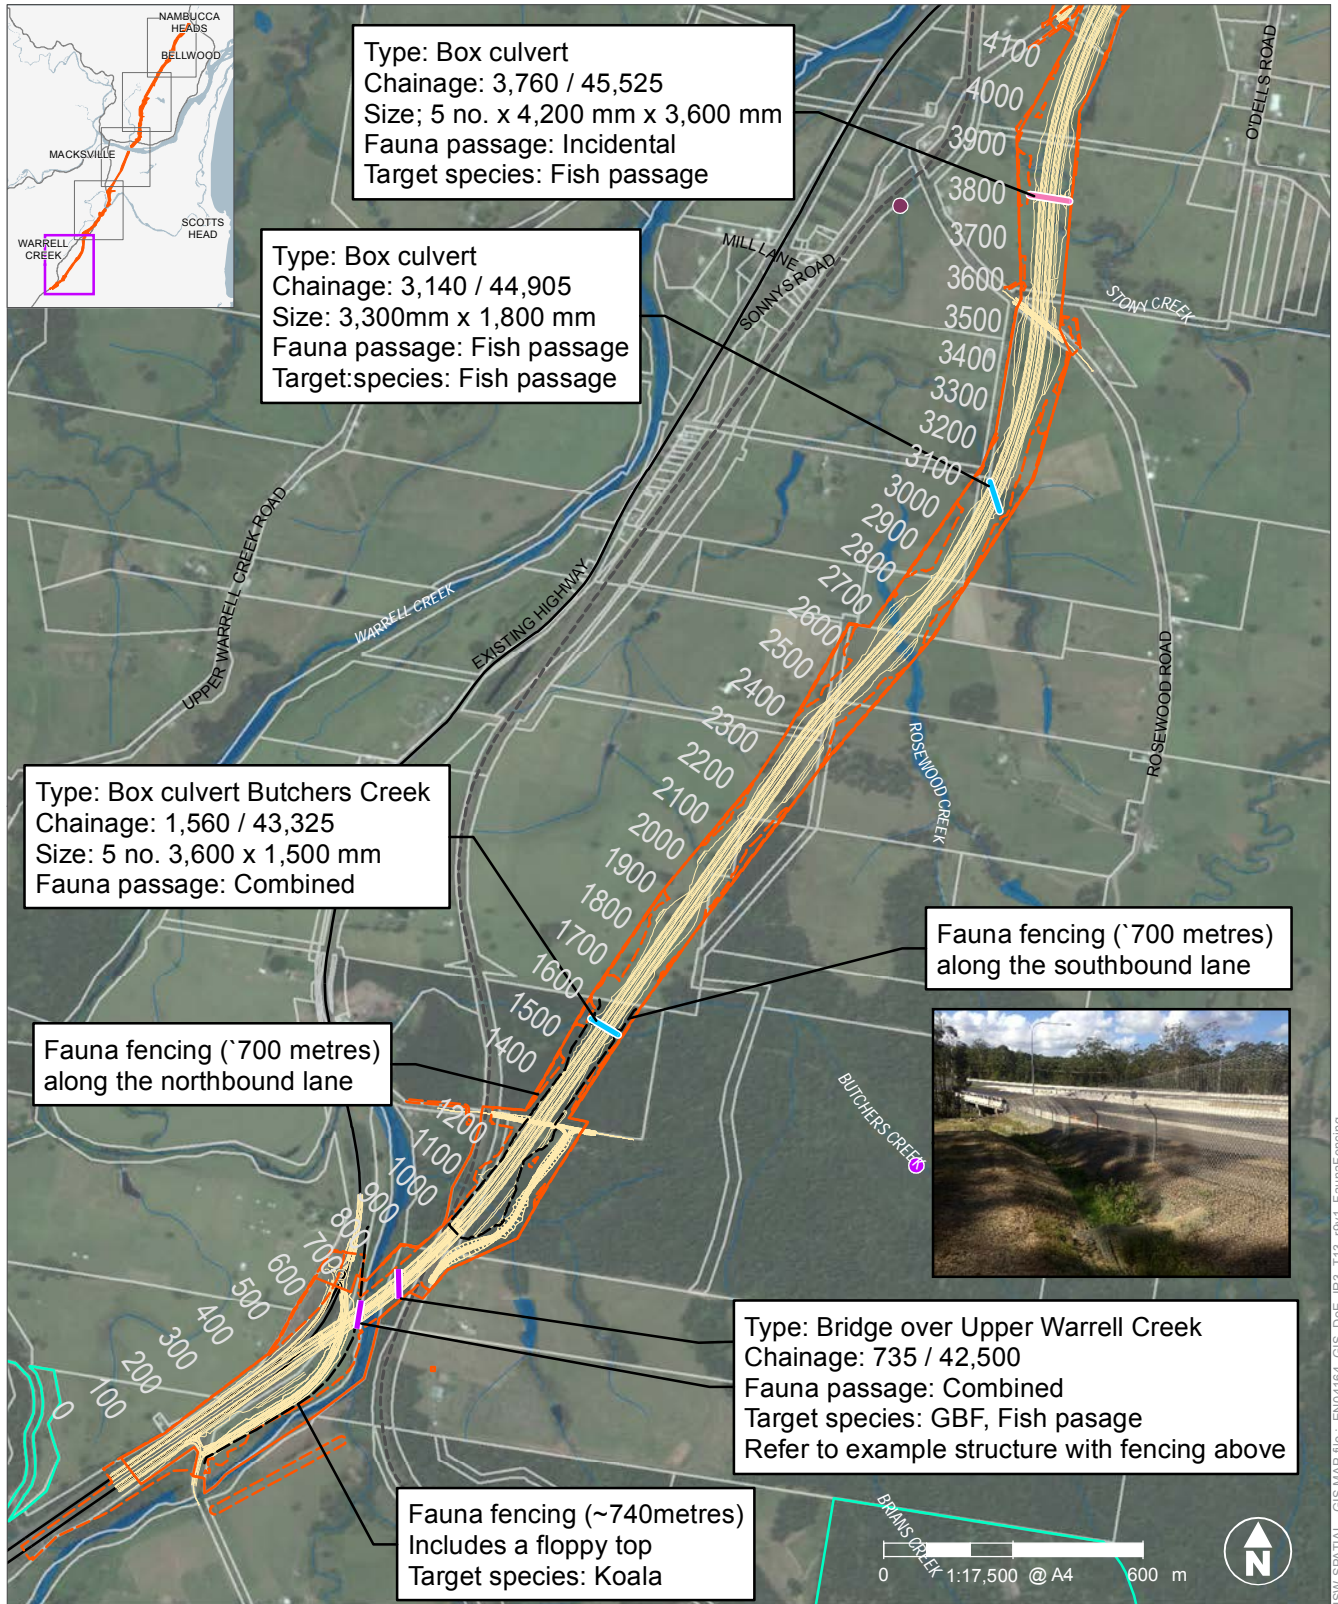 NAMBUCCA
HEADS
BELLWOOD
MACKSVILLE
SCOTTS
HEAD
WARRELL
CREEK
Type: Box culvert
Chainage: 3,760 / 45,525
Size; 5 no. x 4,200 mm x 3,600 mm
Fauna passage: Incidental
Target species: Fish passage
Type: Box culvert
Chainage: 3,140 / 44,905
Size: 3,300mm x 1,800 mm
Fauna passage: Fish passage
Target:species: Fish passage
4100
4000
3900
3800
3700
3600
3500
3400
3300
3200
3100
3000
2900
2800
2700
2600
2500
2400
2300
2200
2100
2000
1900
1800
1700
1600
1500
1400
1200
1100
1000
900
800
700
600
500
400
300
200
100
0
O'DELLS ROAD
MILL LANE
SONNYS ROAD
STONY CREEK
UPPER WARRELL CREEK ROAD
WARRELL CREEK
EXISTING HIGHWAY
ROSEWOOD ROAD
ROSEWOOD CREEK
Type: Box culvert Butchers Creek
Chainage: 1,560 / 43,325
Size: 5 no. 3,600 x 1,500 mm
Fauna passage: Combined
Fauna fencing (`700 metres)
along the southbound lane
Fauna fencing (`700 metres)
along the northbound lane
BUTCHERS CREEK
Type: Bridge over Upper Warrell Creek
Chainage: 735 / 42,500
Fauna passage: Combined
Target species: GBF, Fish pasage
Refer to example structure with fencing above
Fauna fencing (~740metres)
Includes a floppy top
Target species: Koala
BRIANS CREEK
0 1:17,500 @ A4 600 m
N